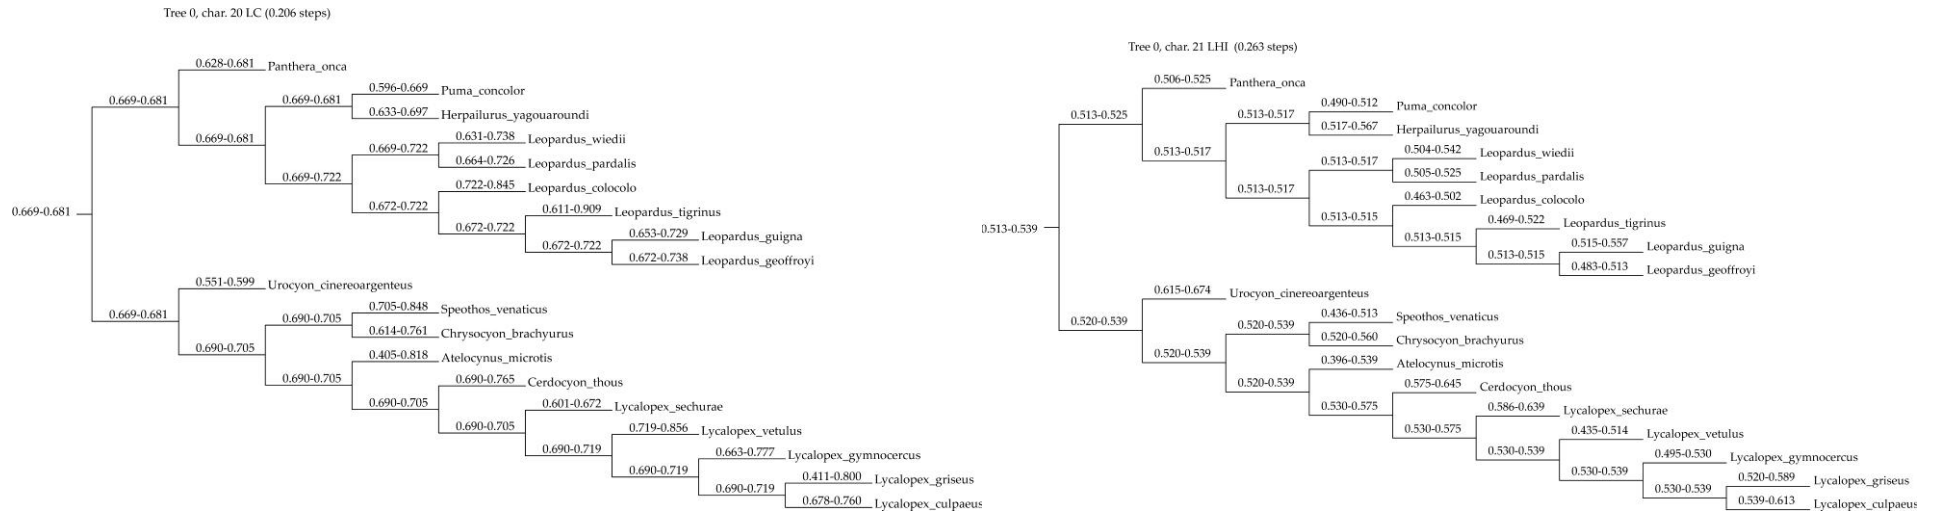 Tree 0, char. 20 LC (0.206 steps)
0.628-0.681 Panthera_onca
0.596-0.669 Puma_concolor
0.669-0.681
0.669-0.681
0.633-0.697 Herpailurus_yagouaroundi
0.631-0.738 Leopardus_wiedii
0.669-0.681
0.669-0.722
0.664-0.726 Leopardus_pardalis
0.669-0.722
0.722-0.845 Leopardus_colocolo
0.672-0.722
0.611-0.909 Leopardus_tigrinus
0.669-0.681
0.672-0.722
0.653-0.729 Leopardus_guigna
0.672-0.722
0.672-0.738 Leopardus_geoffroyi
0.551-0.599 Urocyon_cinereoargenteus
0.705-0.848 Speothos_venaticus
0.669-0.681
0.690-0.705
0.614-0.761 Chrysocyon_brachyurus
0.690-0.705
0.405-0.818 Atelocynus_microtis
0.690-0.705
0.690-0.765 Cerdocyon_thous
0.690-0.705
0.601-0.672 Lycalopex_sechurae
0.690-0.705
0.719-0.856 Lycalopex_vetulus
0.690-0.719
0.663-0.777 Lycalopex_gymnocercus
0.690-0.719
0.411-0.800 Lycalopex_griseus
0.690-0.719
0.678-0.760 Lycalopex_culpaeus
Tree 0, char. 21 LHI (0.263 steps)
0.506-0.525 Panthera_onca
0.490-0.512 Puma_concolor
0.513-0.525
0.513-0.517
0.517-0.567 Herpailurus_yagouaroundi
0.504-0.542 Leopardus_wiedii
0.513-0.517
0.513-0.517
0.505-0.525 Leopardus_pardalis
0.513-0.517
0.463-0.502 Leopardus_colocolo
0.513-0.515
0.469-0.522 Leopardus_tigrinus
0.513-0.539
0.513-0.515
0.515-0.557 Leopardus_guigna
0.513-0.515
0.483-0.513 Leopardus_geoffroyi
0.615-0.674 Urocyon_cinereoargenteus
0.436-0.513 Speothos_venaticus
0.520-0.539
0.520-0.539
0.520-0.560 Chrysocyon_brachyurus
0.520-0.539
0.396-0.539 Atelocynus_microtis
0.520-0.539
0.575-0.645 Cerdocyon_thous
0.530-0.575
0.586-0.639 Lycalopex_sechurae
0.530-0.575
0.435-0.514 Lycalopex_vetulus
0.530-0.539
0.495-0.530 Lycalopex_gymnocercus
0.530-0.539
0.520-0.589 Lycalopex_griseus
0.530-0.539
0.539-0.613 Lycalopex_culpaeus